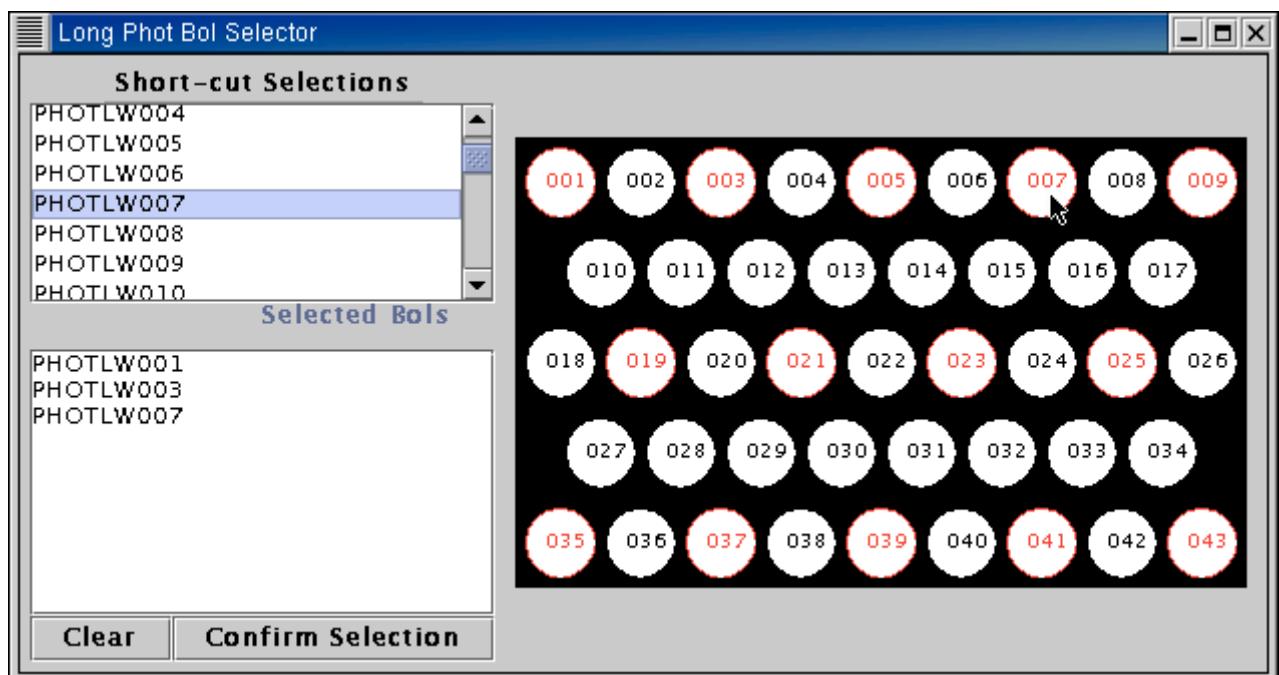 Long Phot Bol Selector
Short-cut Selections
PHOTLW004
PHOTLW005
PHOTLW006
PHOTLW007
PHOTLW008
PHOTLW009
PHOTLW010
Selected Bols
PHOTLW001
PHOTLW003
PHOTLW007
Clear Confirm Selection
001 002 003 004 005 006 007 008 009
010 011 012 013 014 015 016 017
018 019 020 021 022 023 024 025 026
027 028 029 030 031 032 033 034
035 036 037 038 039 040 041 042 043